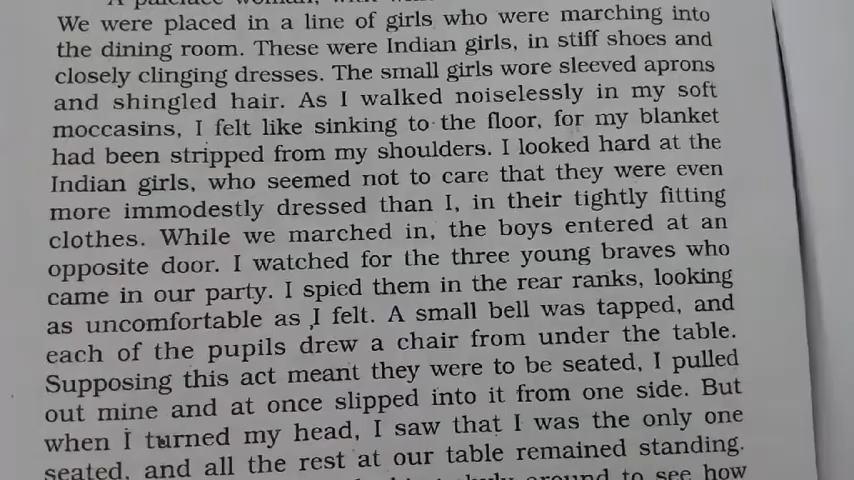 A paleface woman, with
We were placed in a line of girls who were marching into
the dining room. These were Indian girls, in stiff shoes and
closely clinging dresses. The small girls wore sleeved aprons
and shingled hair. As I walked noiselessly in my soft
moccasins, I felt like sinking to the floor, for my blanket
had been stripped from my shoulders. I looked hard at the
Indian girls, who seemed not to care that they were even
more immodestly dressed than I, in their tightly fitting
clothes. While we marched in, the boys entered at an
opposite door. I watched for the three young braves who
came in our party. I spied them in the rear ranks, looking
as uncomfortable as I felt. A small bell was tapped, and
each of the pupils drew a chair from under the table.
Supposing this act meant they were to be seated, I pulled
out mine and at once slipped into it from one side. But
when I turned my head, I saw that I was the only one
seated, and all the rest at our table remained standing.
around to see how